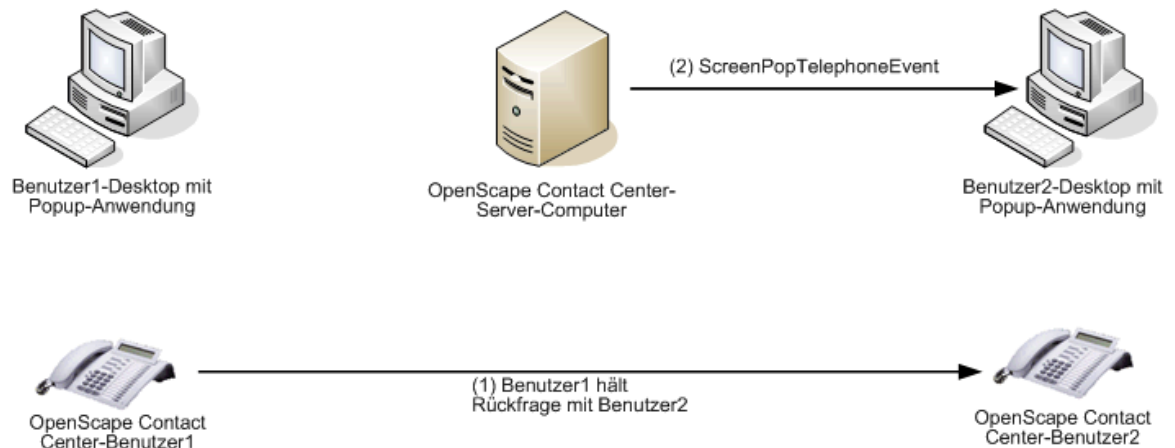 (2) ScreenPopTelephoneEvent
Benutzer1-Desktop mit
Popup-Anwendung
OpenScape Contact Center-
Server-Computer
Benutzer2-Desktop mit
Popup-Anwendung
(1) Benutzer1 hält
Rückfrage mit Benutzer2
OpenScape Contact
Center-Benutzer1
OpenScape Contact
Center-Benutzer2